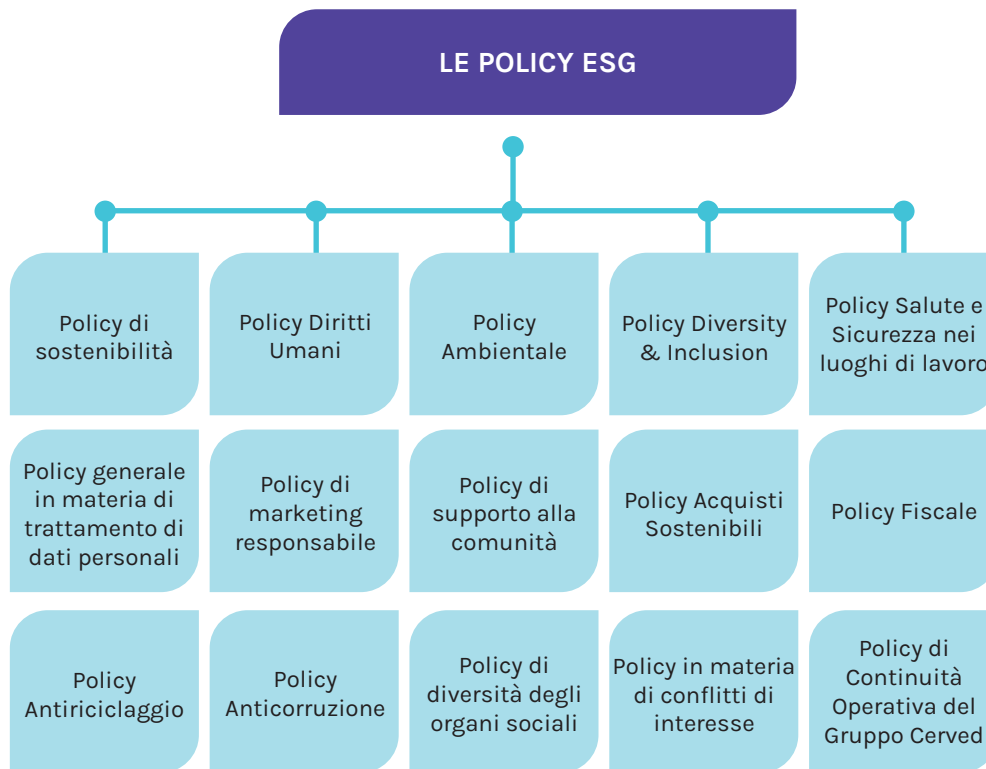 LE POLICY ESG
Policy di
sostenibilità
Policy Diritti
Umani
Policy
Ambientale
Policy Diversity
& Inclusion
Policy Salute e
Sicurezza nei
luoghi di lavoro
Policy generale
in materia di
trattamento di
dati personali
Policy di
marketing
responsabile
Policy di
supporto alla
comunità
Policy Acquisti
Sostenibili
Policy Fiscale
Policy
Antiriciclaggio
Policy
Anticorruzione
Policy di
diversità degli
organi sociali
Policy in materia
di conflitti di
interesse
Policy di
Continuità
Operativa del
Gruppo Cerved